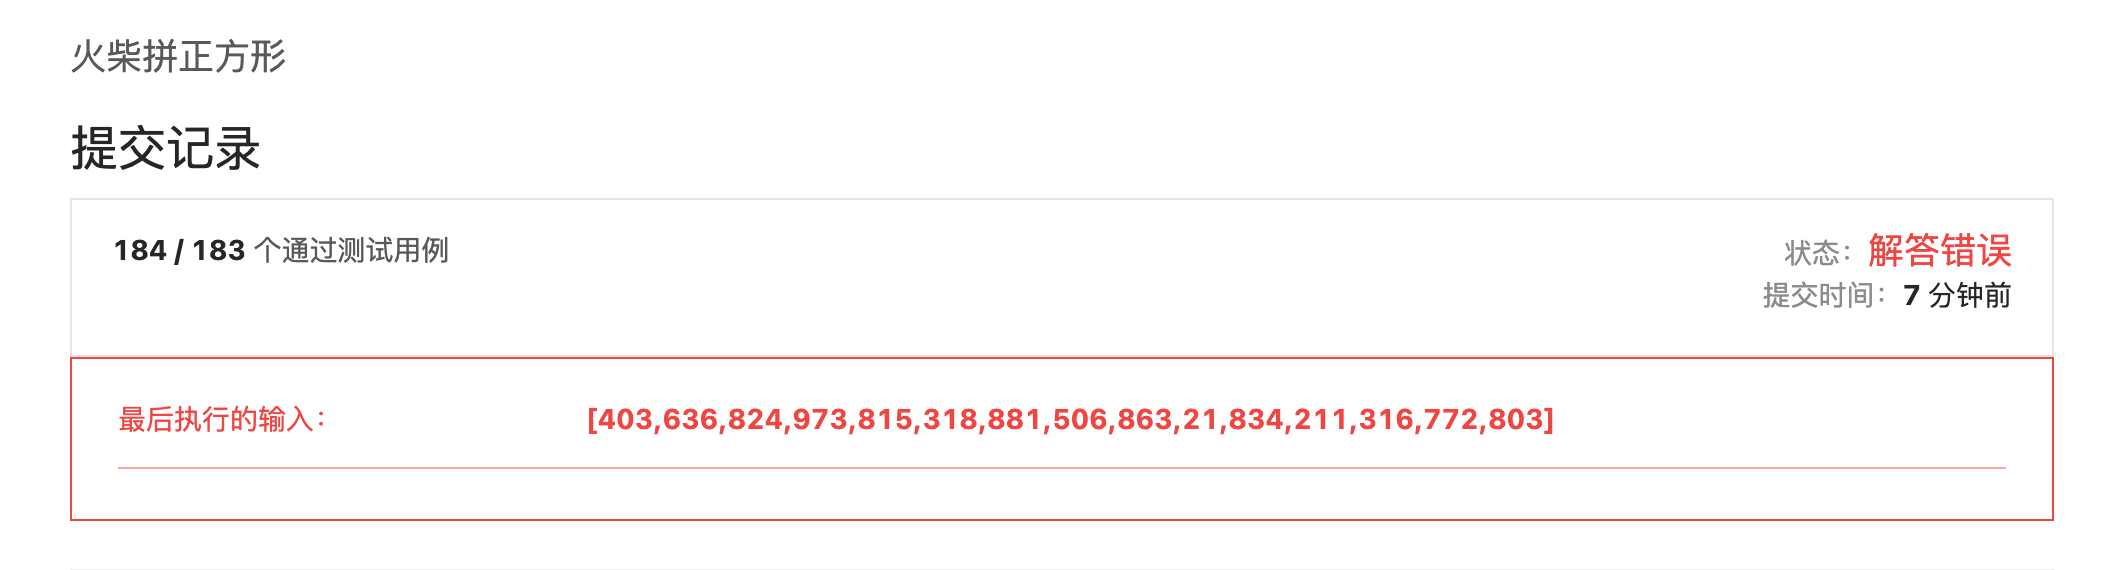 火柴拼正方形
提交记录
184 / 183 个通过测试用例
状态：解答错误
提交时间：7 分钟前
最后执行的输入：
[403,636,824,973,815,318,881,506,863,21,834,211,316,772,803]